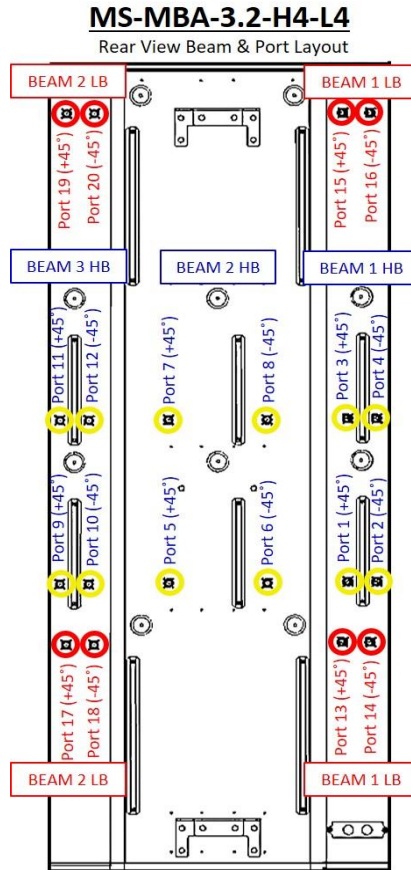 MS-MBA-3.2-H4-L4
Rear View Beam & Port Layout
BEAM 2 LB
BEAM 1 LB
Port 19 (+45°)
Port 20 (-45°)
Port 15 (+45°)
Port 16 (-45°)
BEAM 3 HB
BEAM 2 HB
BEAM 1 HB
Port 11 (+45°)
Port 12 (-45°)
Port 7 (+45°)
Port 8 (-45°)
Port 3 (+45°)
Port 4 (-45°)
Port 9 (+45°)
Port 10 (-45°)
Port 5 (+45°)
Port 6 (-45°)
Port 1 (+45°)
Port 2 (-45°)
Port 17 (+45°)
Port 18 (-45°)
Port 13 (+45°)
Port 14 (-45°)
BEAM 2 LB
BEAM 1 LB